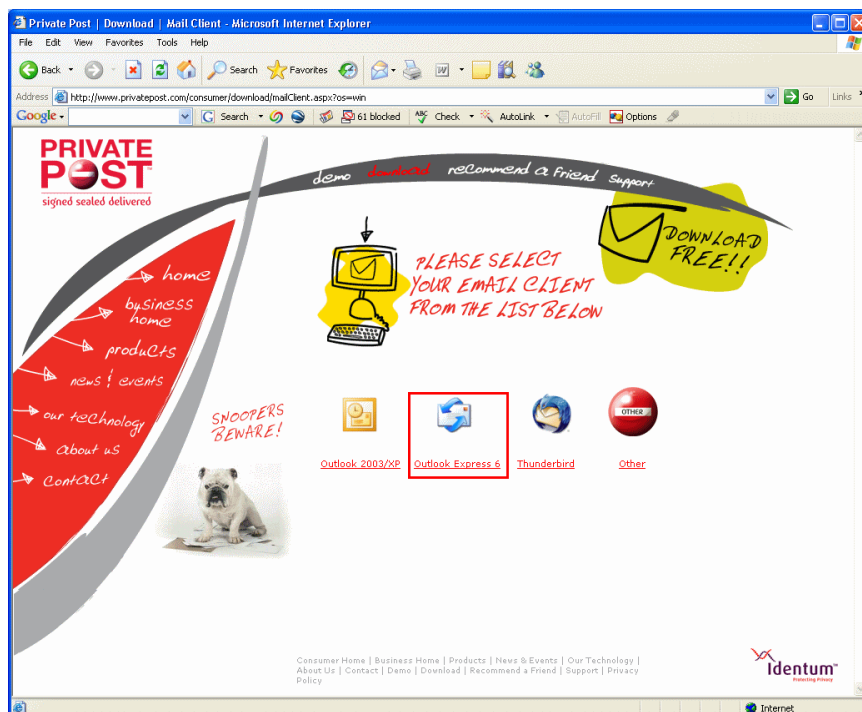 Private Post | Download | Mail Client - Microsoft Internet Explorer
File Edit View Favorites Tools Help
Back Search Favorites
Address http://www.privatepost.com/consumer/download/mailClient.aspx?os=win Go Links
Google Search 61 blocked ABC Check AutoLink AutoFill Options
PRIVATE
POST
signed sealed delivered
demo download recommend a friend support
DOWNLOAD
FREE!!
PLEASE SELECT
YOUR EMAIL CLIENT
FROM THE LIST BELOW
home
business
home
products
news & events
our technology
about us
contact
SNOOPERS
BEWARE!
OTHER
Outlook 2003/XP Outlook Express 6 Thunderbird Other
Consumer Home | Business Home | Products | News & Events | Our Technology |
About Us | Contact | Demo | Download | Recommend a Friend | Support | Privacy
Policy
Identum™
Protecting Privacy
Internet